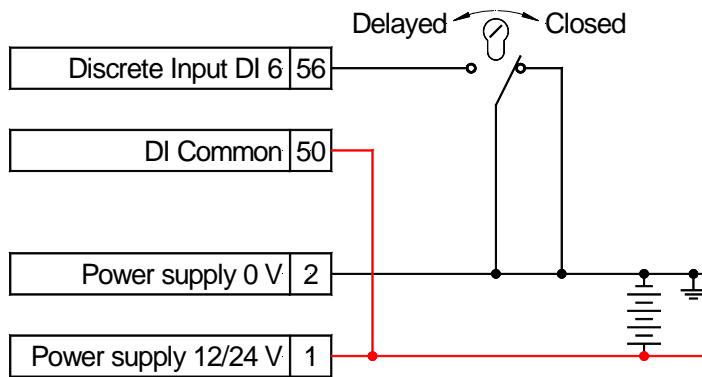 Delayed Closed
Discrete Input DI 6 56
DI Common 50
Power supply 0 V 2
Power supply 12/24 V 1